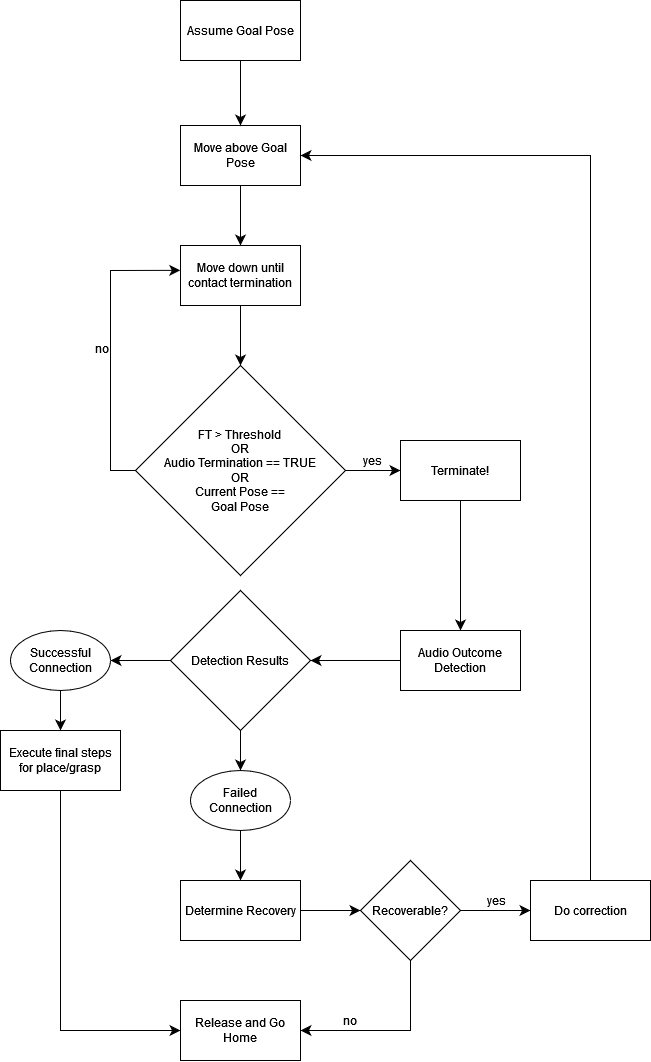 Assume Goal Pose
Move above Goal
Pose
Move down until
contact termination
no
FT > Threshold
OR
Audio Termination == TRUE
OR
Current Pose ==
Goal Pose
yes
Terminate!
Successful
Connection
Detection Results
Audio Outcome
Detection
Execute final steps
for place/grasp
Failed
Connection
Determine Recovery
Recoverable?
yes
Do correction
Release and Go
Home
no